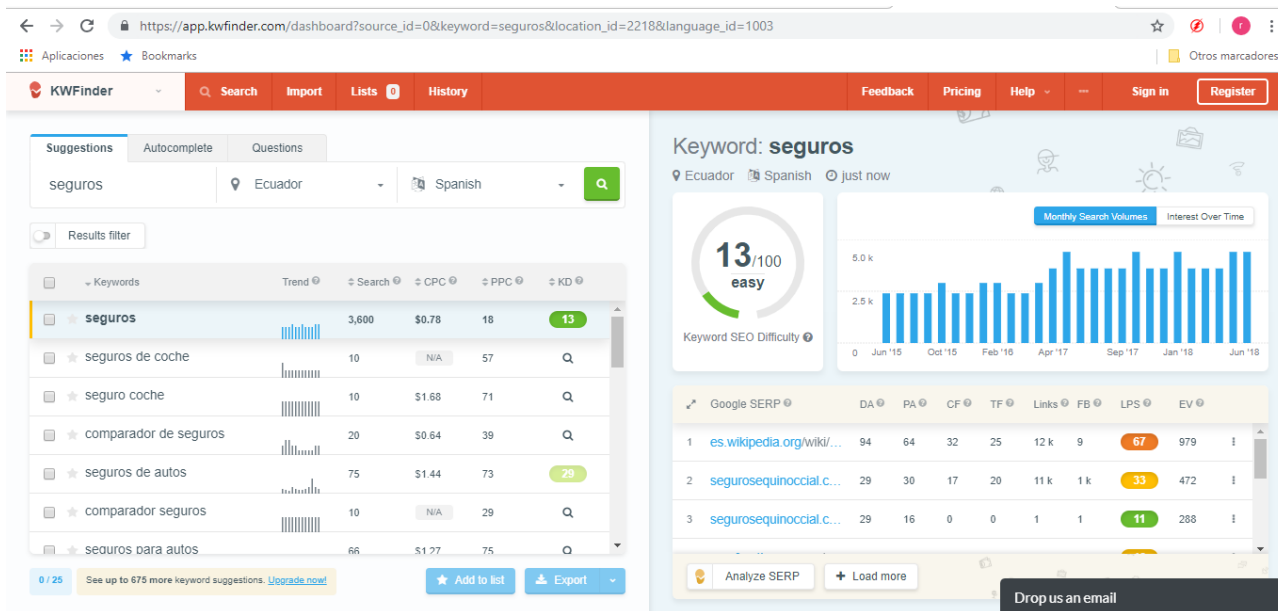 https://app.kwfinder.com/dashboard?source_id=0&keyword=seguros&location_id=2218&language_id=1003
r
Aplicaciones Bookmarks Otros marcadores
KWFinder Search Import Lists 0 History Feedback Pricing Help Sign in Register
Suggestions Autocomplete Questions
seguros Ecuador Spanish
Results filter
Keywords Trend Search CPC PPC KD
seguros 3,600 $0.78 18 13
seguros de coche 10 N/A 57
seguro coche 10 $1.68 71
comparador de seguros 20 $0.64 39
seguros de autos 75 $1.44 73 29
comparador seguros 10 N/A 29
seguros para autos 66 $1.27 75
0 / 25 See up to 675 more keyword suggestions. Upgrade now! Add to list Export
Keyword: seguros
Ecuador Spanish just now
13/100
easy
Keyword SEO Difficulty
Monthly Search Volumes Interest Over Time
5.0 k
2.5 k
0 Jun '15 Oct '15 Feb '16 Apr '17 Sep '17 Jan '18 Jun '18
Google SERP DA PA CF TF Links FB LPS EV
1 es.wikipedia.org/wiki/... 94 64 32 25 12 k 9 67 979
2 segurosequinoccial.c... 29 30 17 20 11 k 1 k 33 472
3 segurosequinoccial.c... 29 16 0 0 1 1 11 288
Analyze SERP + Load more
Drop us an email